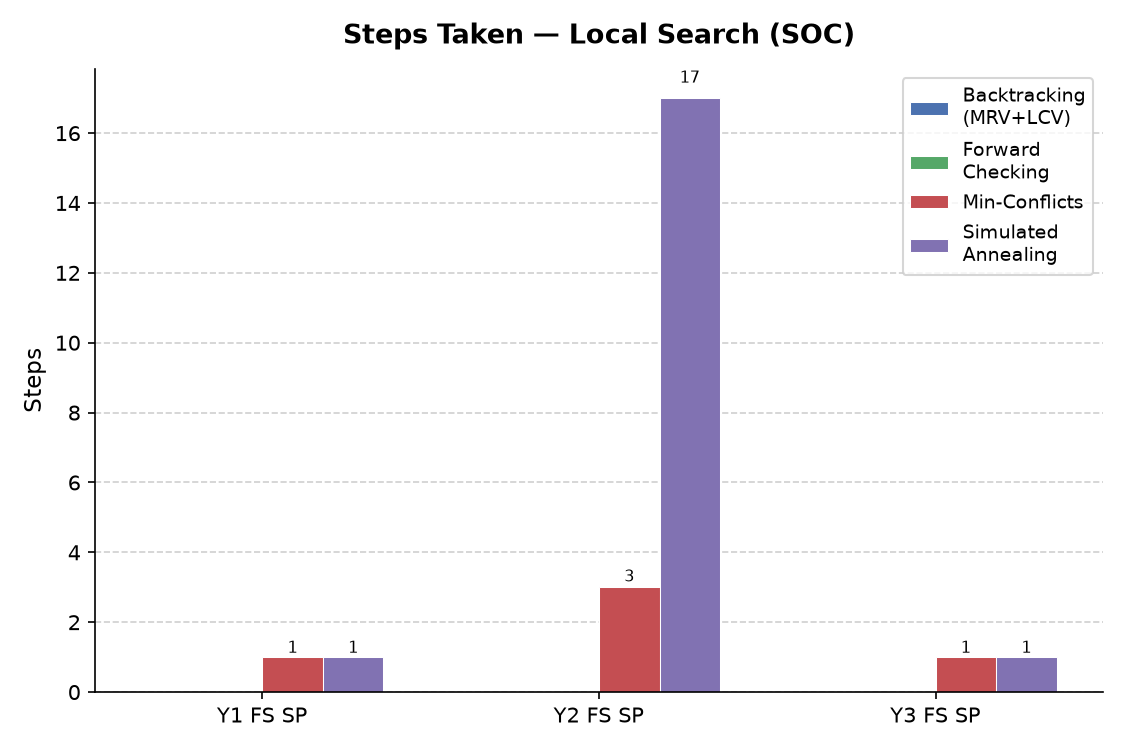 Steps Taken — Local Search (SOC)
17
Backtracking
(MRV+LCV)
Forward
Checking
Min-Conflicts
Simulated
Annealing
Steps
16
14
12
10
8
6
4
2
0
1
1
3
1
1
Y1 FS SP
Y2 FS SP
Y3 FS SP